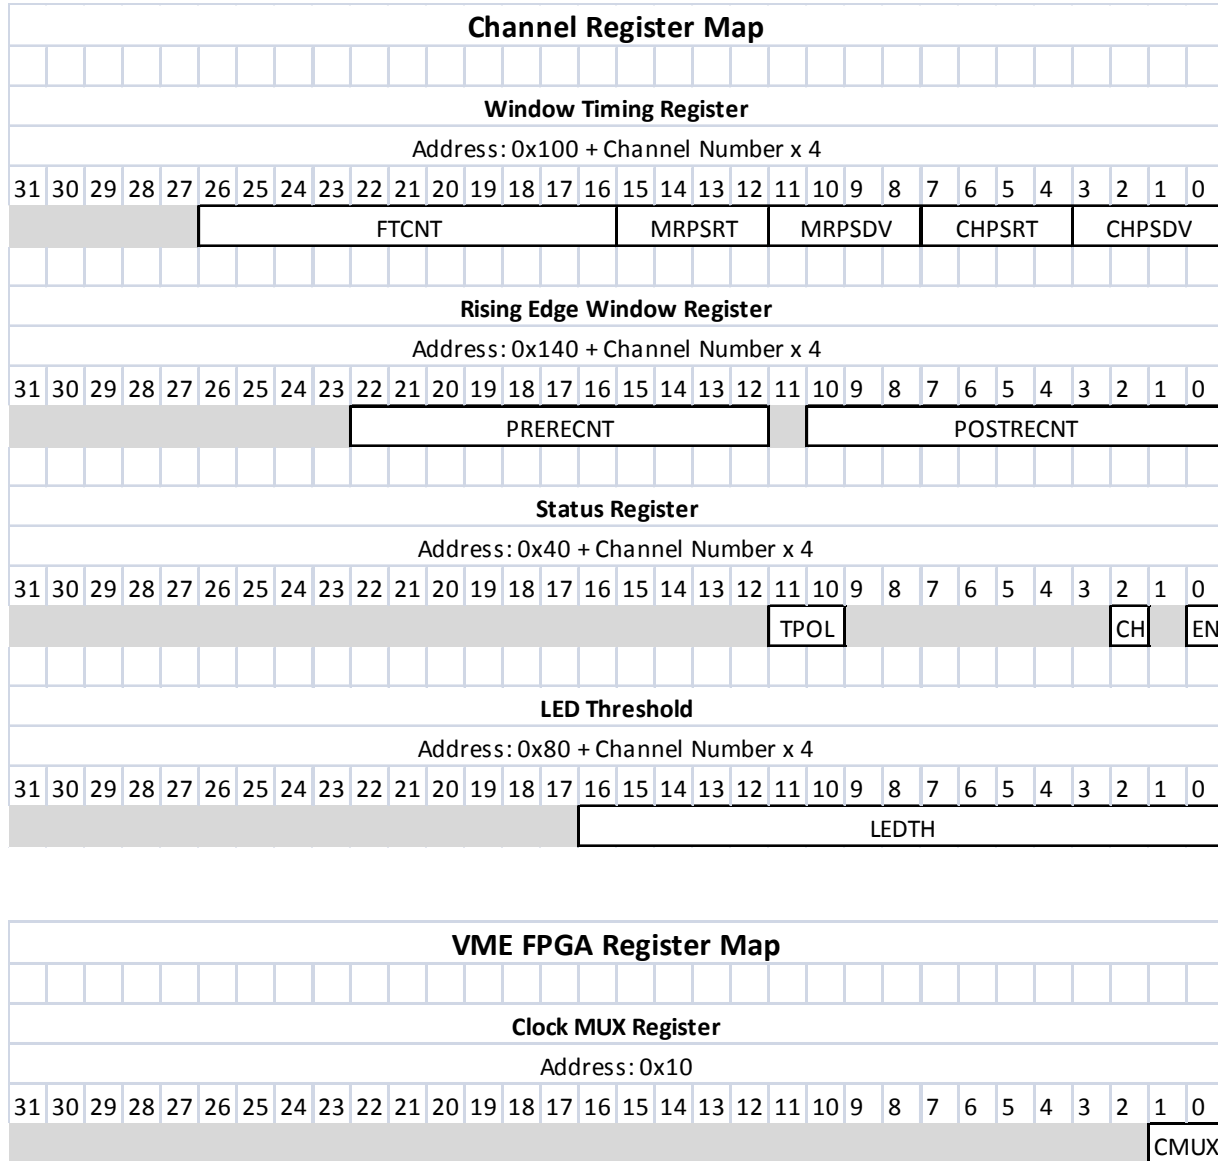 Channel Register Map
Window Timing Register
Address: 0x100 + Channel Number x 4
31 30 29 28 27 26 25 24 23 22 21 20 19 18 17 16 15 14 13 12 11 10 9 8 7 6 5 4 3 2 1 0
FTCNT MRPSRT MRPSDV CHPSRT CHPSDV
Rising Edge Window Register
Address: 0x140 + Channel Number x 4
31 30 29 28 27 26 25 24 23 22 21 20 19 18 17 16 15 14 13 12 11 10 9 8 7 6 5 4 3 2 1 0
PRERECNT POSTRECNT
Status Register
Address: 0x40 + Channel Number x 4
31 30 29 28 27 26 25 24 23 22 21 20 19 18 17 16 15 14 13 12 11 10 9 8 7 6 5 4 3 2 1 0
TPOL CH EN
LED Threshold
Address: 0x80 + Channel Number x 4
31 30 29 28 27 26 25 24 23 22 21 20 19 18 17 16 15 14 13 12 11 10 9 8 7 6 5 4 3 2 1 0
LEDTH
VME FPGA Register Map
Clock MUX Register
Address: 0x10
31 30 29 28 27 26 25 24 23 22 21 20 19 18 17 16 15 14 13 12 11 10 9 8 7 6 5 4 3 2 1 0
CMUX